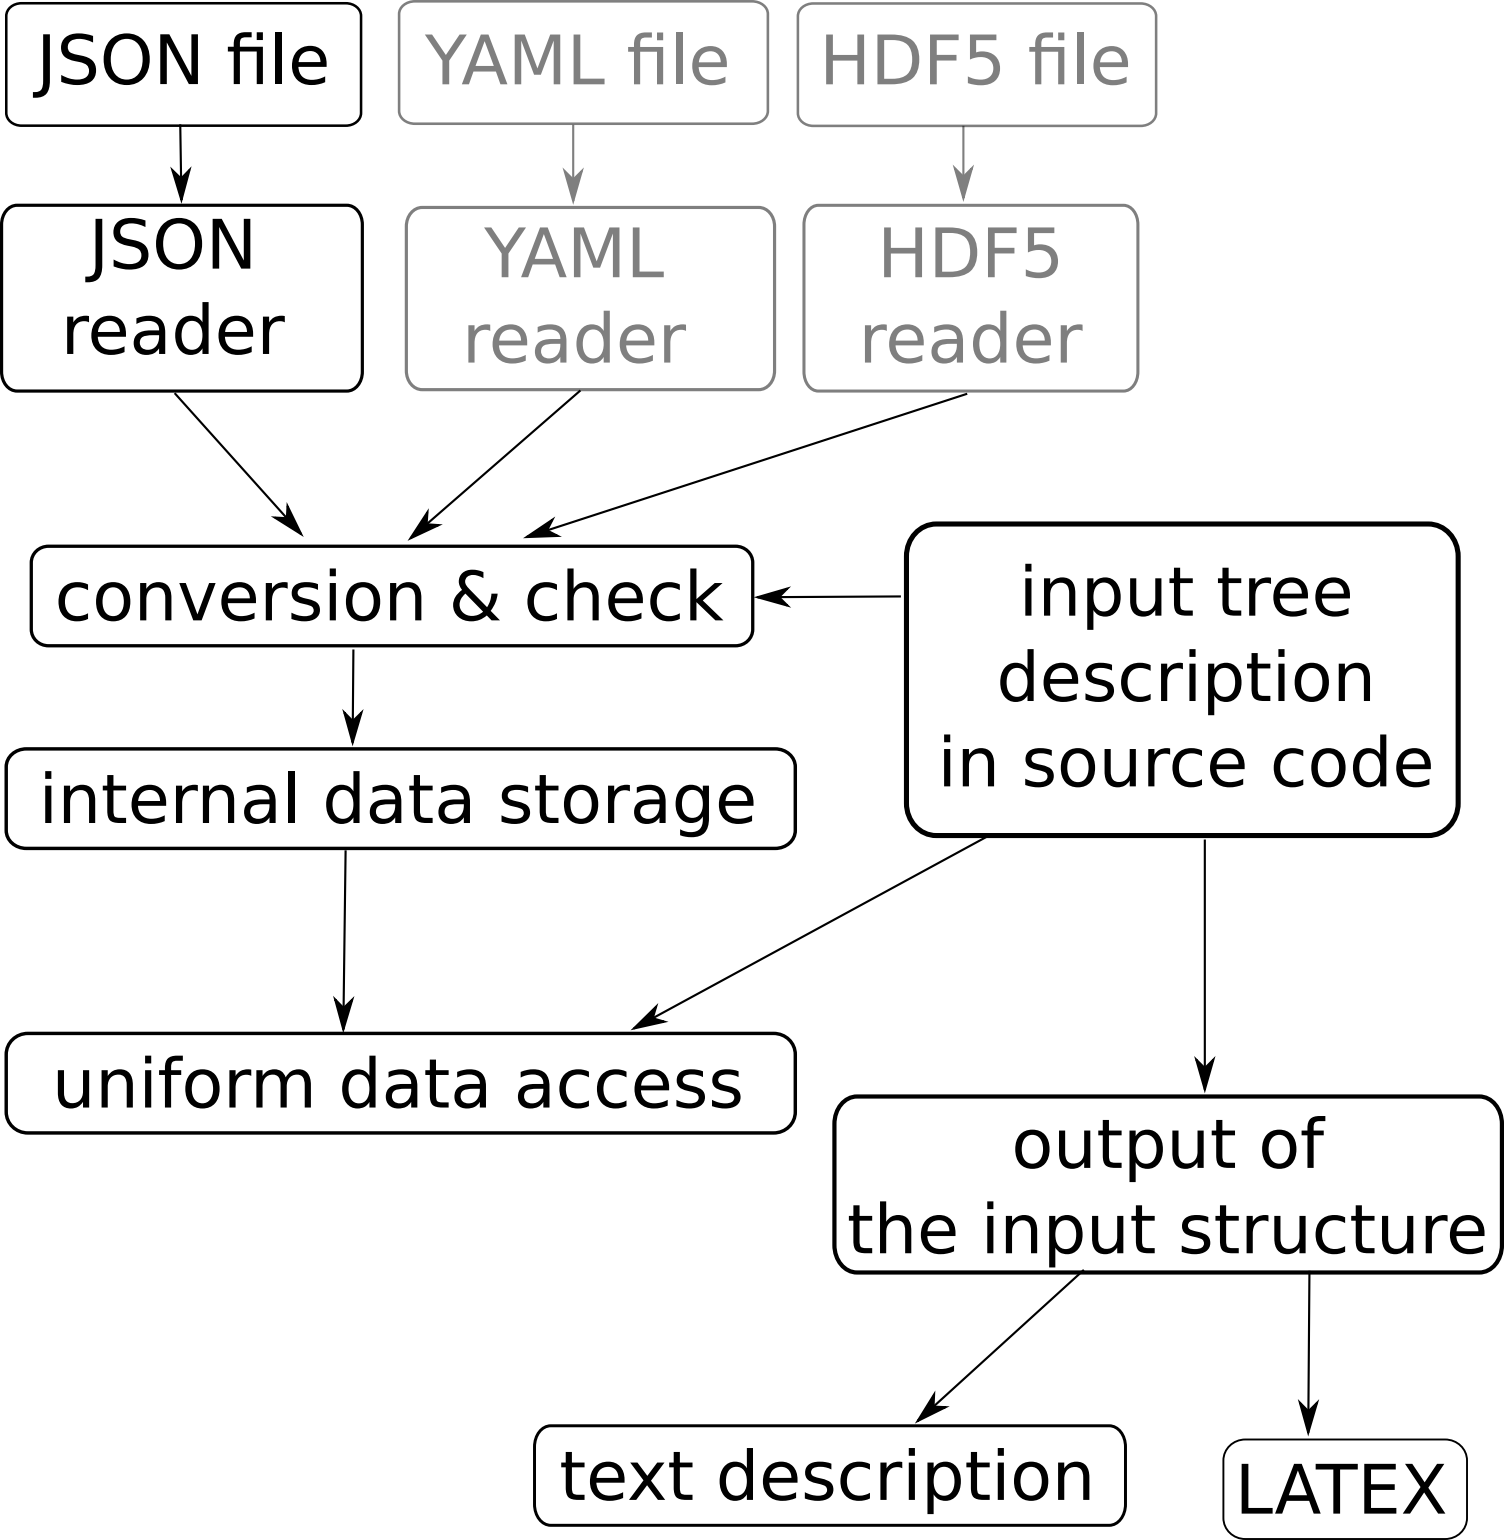 JSON file
YAML file
HDF5 file
JSON
reader
YAML
reader
HDF5
reader
conversion & check
input tree
description
in source code
internal data storage
uniform data access
output of
the input structure
text description
LATEX